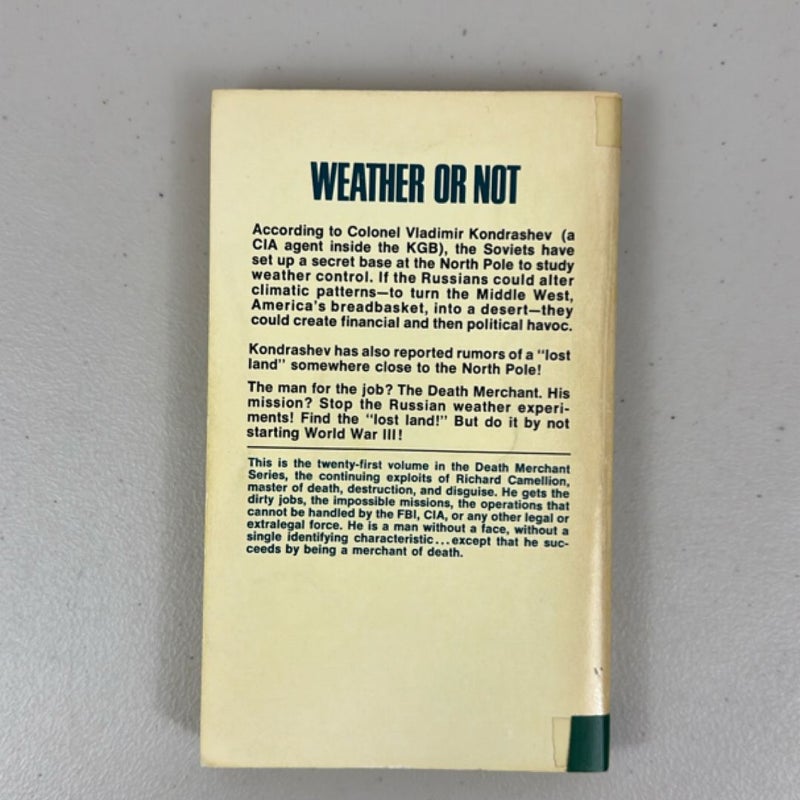 WEATHER OR NOT
According to Colonel Vladimir Kondrashev (a
CIA agent inside the KGB), the Soviets have
set up a secret base at the North Pole to study
weather control. If the Russians could alter
climatic patterns—to turn the Middle West,
America's breadbasket, into a desert—they
could create financial and then political havoc.
Kondrashev has also reported rumors of a "lost
land" somewhere close to the North Pole!
The man for the job? The Death Merchant. His
mission? Stop the Russian weather experi-
ments! Find the "lost land!" But do it by not
starting World War III!
This is the twenty-first volume in the Death Merchant
Series, the continuing exploits of Richard Camellion,
master of death, destruction, and disguise. He gets the
dirty jobs, the impossible missions, the operations that
cannot be handled by the FBI, CIA, or any other legal or
extralegal force. He is a man without a face, without a
single identifying characteristic...except that he suc-
ceeds by being a merchant of death.